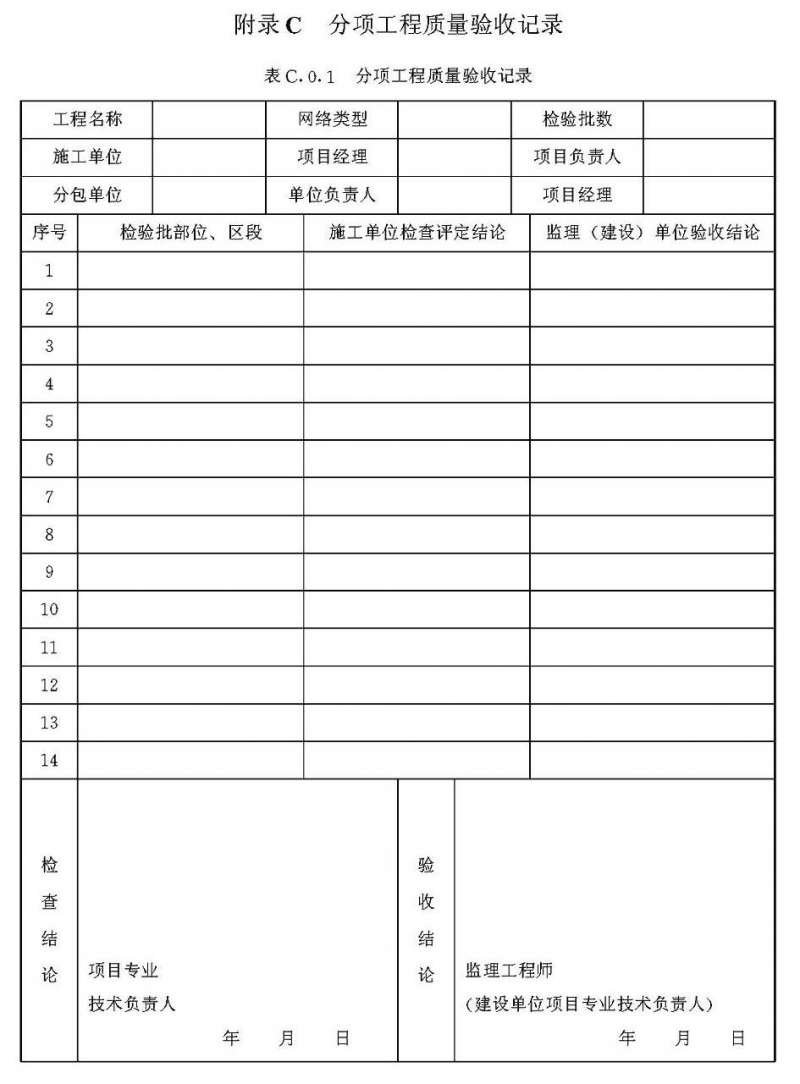 附录 C 分项工程质量验收记录
表 C.0.1 分项工程质量验收记录
工程名称 网络类型 检验批数
施工单位 项目经理 项目负责人
分包单位 单位负责人 项目经理
序号 检验批部位、区段 施工单位检查评定结论 监理（建设）单位验收结论
1
2
3
4
5
6
7
8
9
10
11
12
13
14
检查结论
项目专业
技术负责人
年 月 日
验收结论
监理工程师
（建设单位项目专业技术负责人）
年 月 日